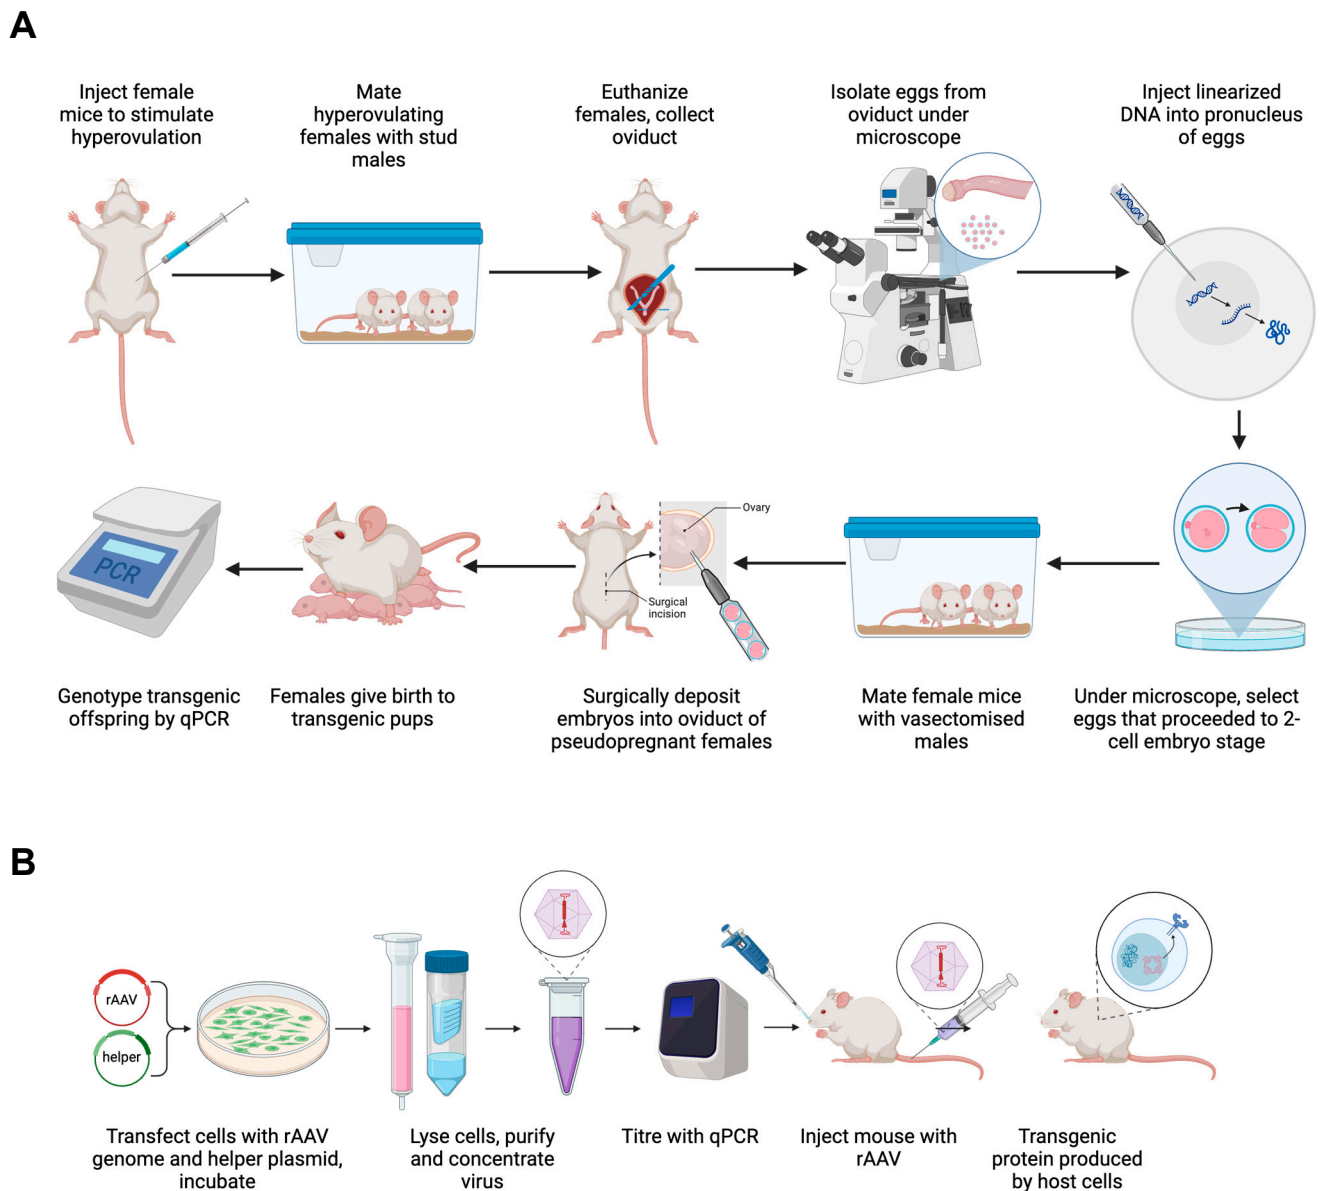 A
Inject female
mice to stimulate
hyperovulation
Mate
hyperovulating
females with stud
males
Euthanize
females, collect
oviduct
Isolate eggs from
oviduct under
microscope
Inject linearized
DNA into pronucleus
of eggs
PCR
Ovary
Surgical
incision
Genotype transgenic
offspring by qPCR
Females give birth to
transgenic pups
Surgically deposit
embryos into oviduct of
pseudopregnant females
Mate female mice
with vasectomised
males
Under microscope, select
eggs that proceeded to 2-
cell embryo stage
B
rAAV
helper
Transfect cells with rAAV
genome and helper plasmid,
incubate
Lyse cells, purify
and concentrate
virus
Titre with qPCR
Inject mouse with
rAAV
Transgenic
protein produced
by host cells